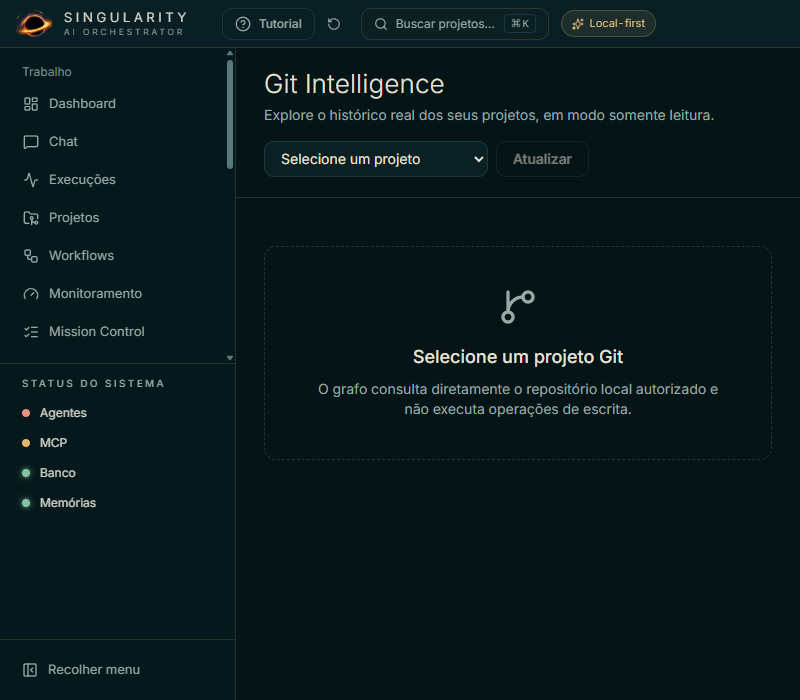 SINGULARITY
AI ORCHESTRATOR
Tutorial
Buscar projetos...
⌘K
Local-first
Trabalho
Dashboard
Chat
Execuções
Projetos
Workflows
Monitoramento
Mission Control
STATUS DO SISTEMA
Agentes
MCP
Banco
Memórias
Recolher menu
Git Intelligence
Explore o histórico real dos seus projetos, em modo somente leitura.
Selecione um projeto
Atualizar
Selecione um projeto Git
O grafo consulta diretamente o repositório local autorizado e
não executa operações de escrita.